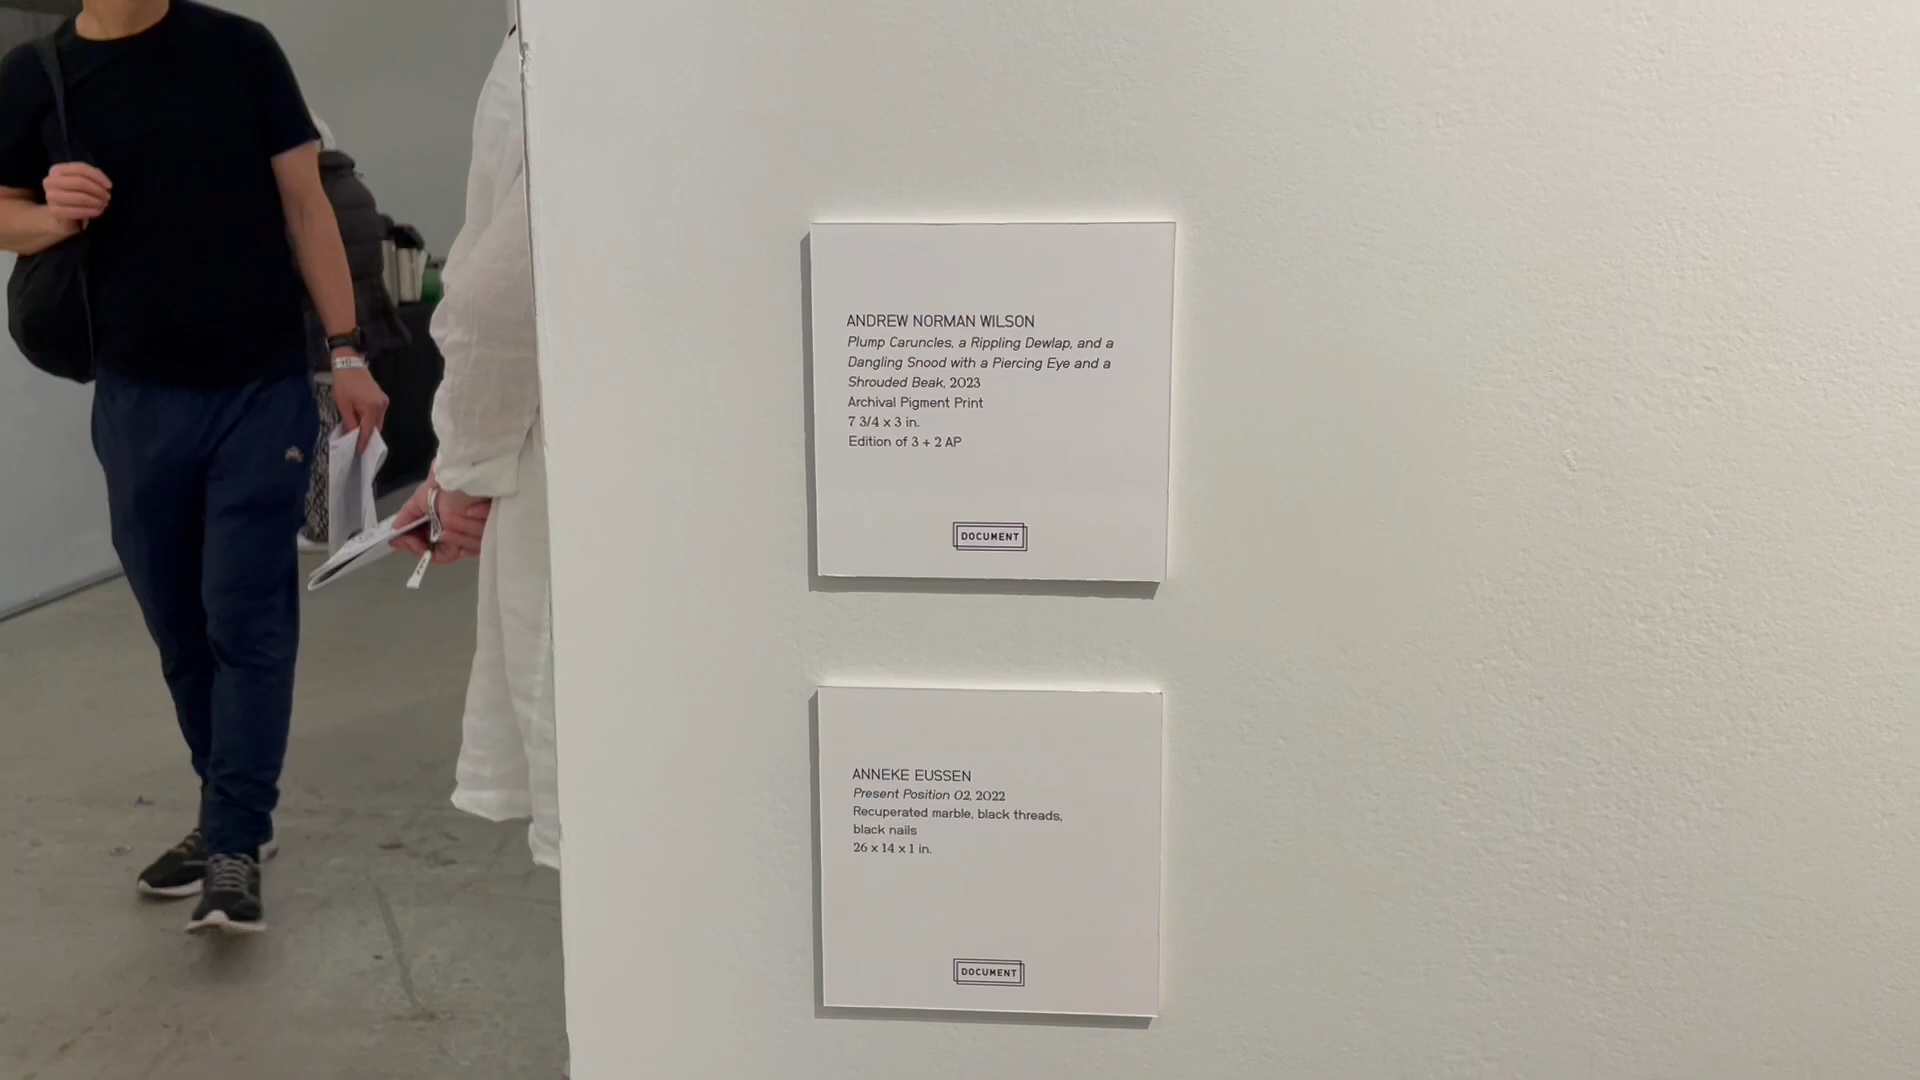 ANDREW NORMAN WILSON
Plump Caruncles, a Rippling Dewlap, and a
Dangling Snood with a Piercing Eye and a
Shrouded Beak, 2023
Archival Pigment Print
7 3/4 x 3 in.
Edition of 3 + 2 AP
DOCUMENT
ANNEKE EUSSEN
Present Position 02, 2022
Recuperated marble, black threads,
black nails
26 x 14 x 1 in.
DOCUMENT